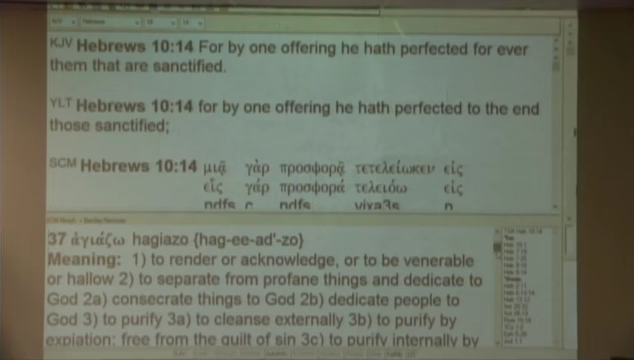 KJV Hebrews 10:14 For by one offering he hath perfected for ever
them that are sanctified.
YLT Hebrews 10:14 for by one offering he hath perfected to the end
those sanctified;
SCM Hebrews 10:14 μιᾷ γὰρ προσφορᾷ τετελείωκεν εἰς
εἷς γάρ προσφορά τελειόω εἰς
ndfs c ndfs vixa3s p
37 ἁγιάζω hagiazo {hag-ee-ad'-zo}
Meaning: 1) to render or acknowledge, or to be venerable
or hallow 2) to separate from profane things and dedicate to
God 2a) consecrate things to God 2b) dedicate people to
God 3) to purify 3a) to cleanse externally 3b) to purify by
expiation: free from the guilt of sin 3c) to purify internally by